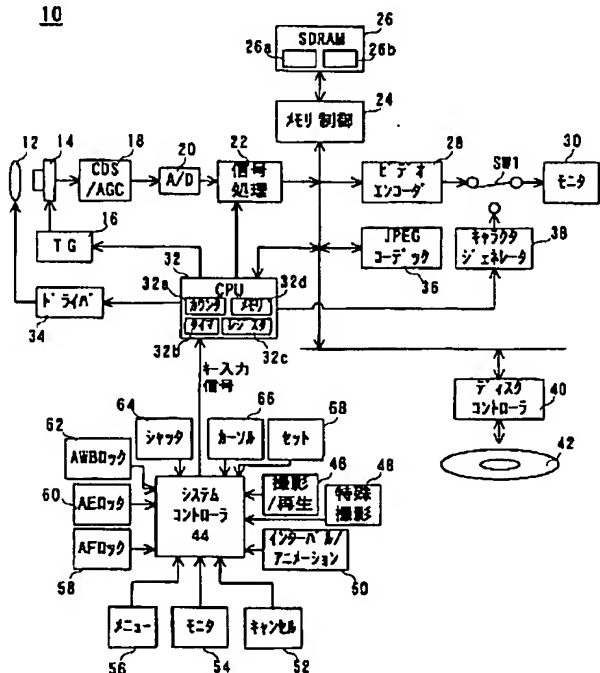 10
26
SDRAM
26a
26b
24
メモリ制御
12
14
18
CDS
/AGC
20
A/D
22
信号
処理
28
ビデオ
エンコーダ
SW1
30
モニタ
16
TG
32
32a
CPU
32d
カウンタ
メモリ
タイマ
レジスタ
32b
32c
JPEG
コーデック
36
キャラクタ
ジェネレータ
38
ドライバ
34
キー入力
信号
ディスク
コントローラ
40
42
64
シャッタ
66
カーソル
68
セット
62
AWBロック
60
AEロック
58
AFロック
システム
コントローラ
44
46
撮影
/再生
48
特殊
撮影
インターバル/
アニメーション
50
メニュー
56
モニタ
54
キャンセル
52